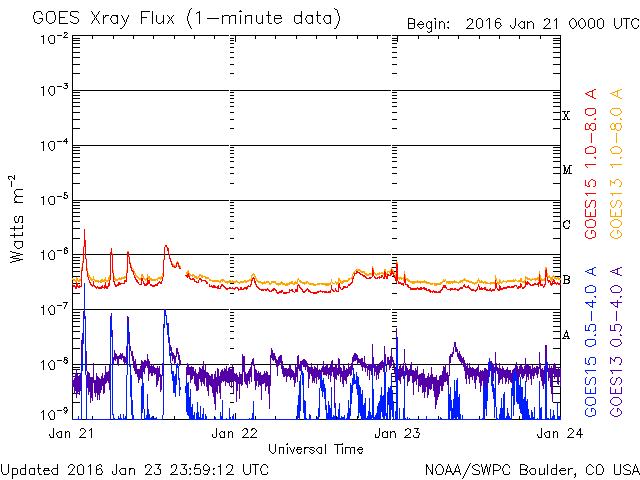 GOES Xray Flux (1-minute data)
Begin: 2016 Jan 21 0000 UTC
Watts m⁻²
10⁻²
10⁻³
10⁻⁴
10⁻⁵
10⁻⁶
10⁻⁷
10⁻⁸
10⁻⁹
X
M
C
B
A
GOES15 1.0-8.0 A
GOES13 1.0-8.0 A
GOES15 0.5-4.0 A
GOES13 0.5-4.0 A
Jan 21 Jan 22 Jan 23 Jan 24
Universal Time
Updated 2016 Jan 23 23:59:12 UTC
NOAA/SWPC Boulder, CO USA